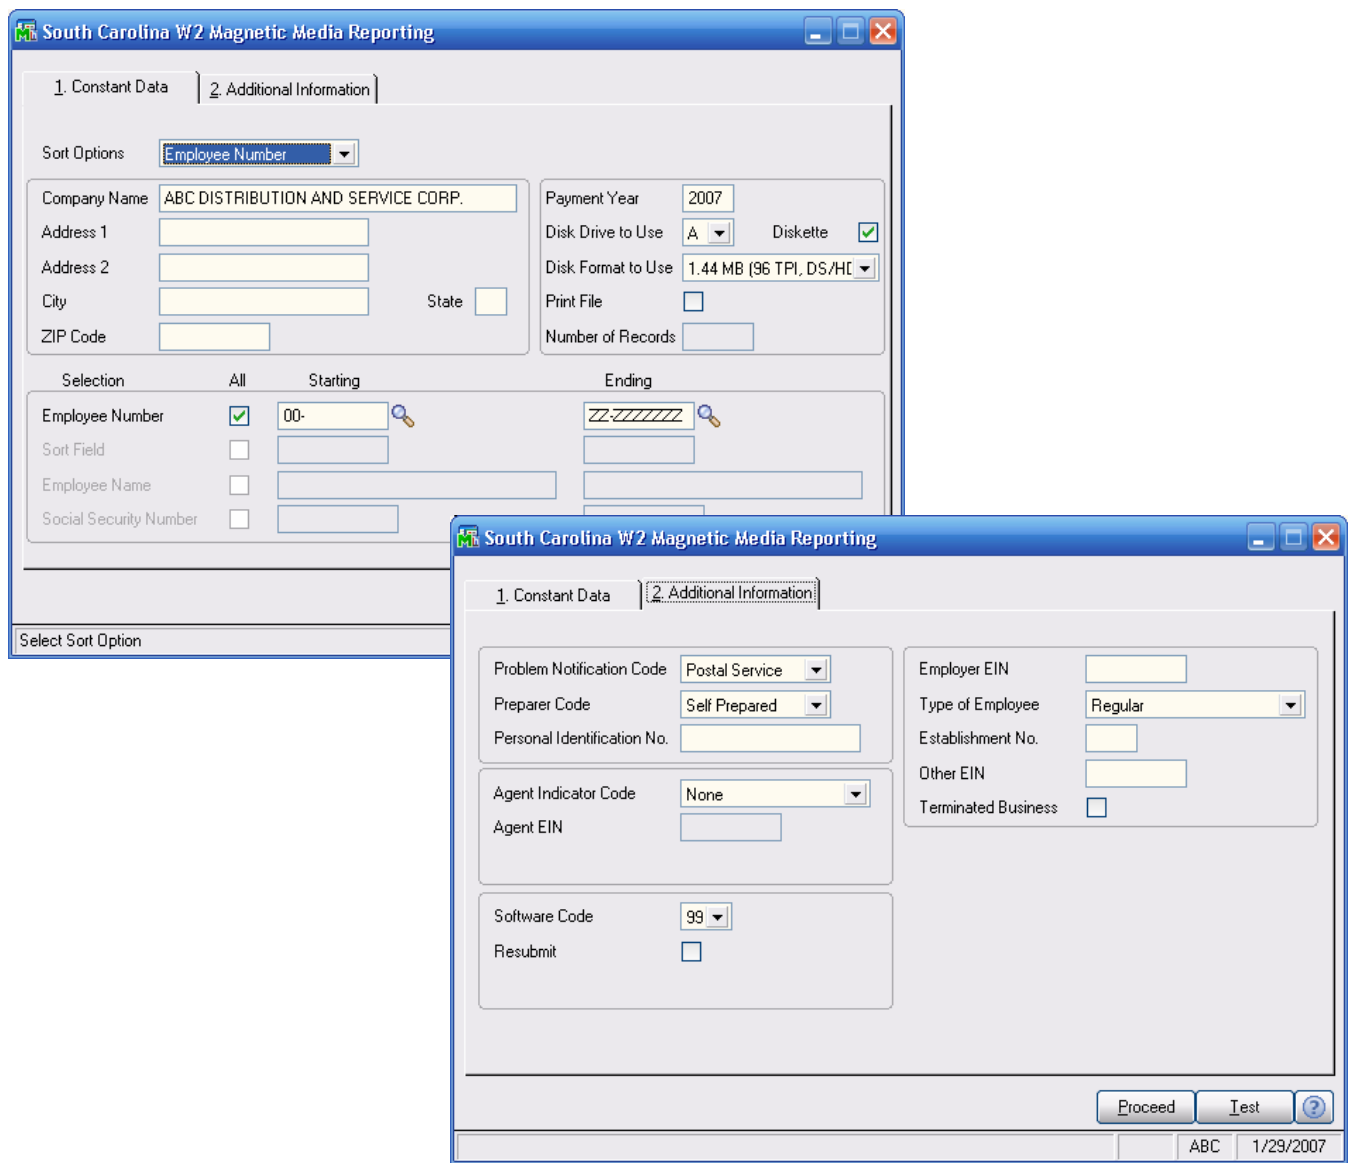 South Carolina W2 Magnetic Media Reporting
1. Constant Data
2. Additional Information
Sort Options
Employee Number
Company Name
ABC DISTRIBUTION AND SERVICE CORP.
Address 1
Address 2
City
State
ZIP Code
Payment Year
2007
Disk Drive to Use
A
Diskette
Disk Format to Use
1.44 MB (96 TPI, DS/HD
Print File
Number of Records
Selection
All
Starting
Ending
Employee Number
00-
ZZ-ZZZZZZZ
Sort Field
Employee Name
Social Security Number
Select Sort Option
South Carolina W2 Magnetic Media Reporting
1. Constant Data
2. Additional Information
Problem Notification Code
Postal Service
Preparer Code
Self Prepared
Personal Identification No.
Agent Indicator Code
None
Agent EIN
Software Code
99
Resubmit
Employer EIN
Type of Employee
Regular
Establishment No.
Other EIN
Terminated Business
Proceed
Test
ABC
1/29/2007